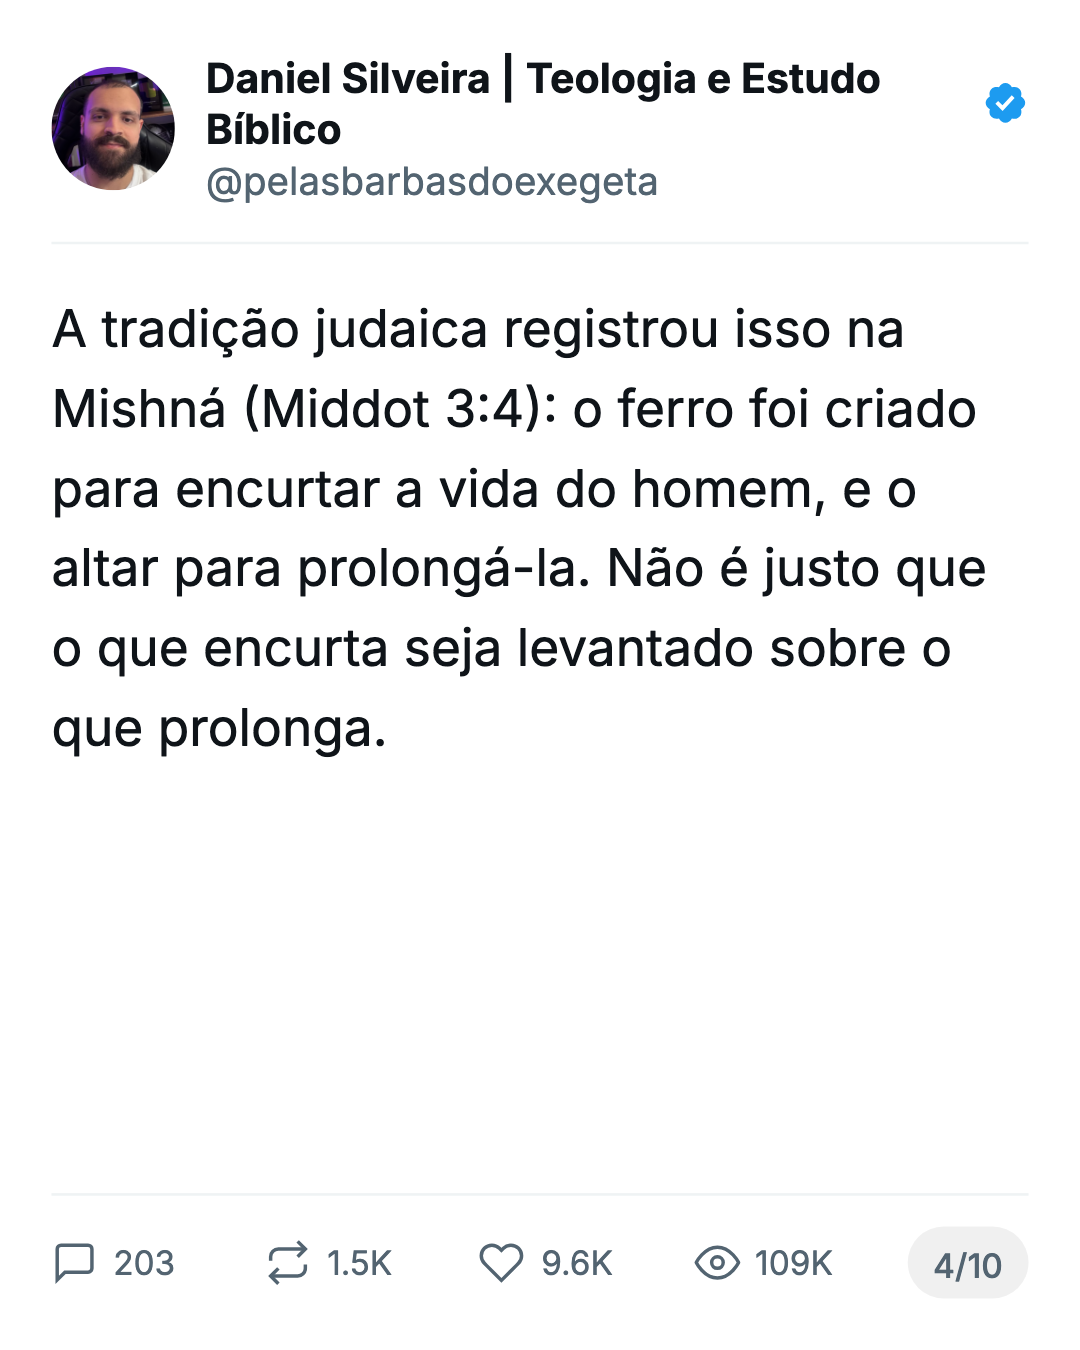 Daniel Silveira | Teologia e Estudo
Bíblico
@pelasbarbasdoexegeta
A tradição judaica registrou isso na
Mishná (Middot 3:4): o ferro foi criado
para encurtar a vida do homem, e o
altar para prolongá-la. Não é justo que
o que encurta seja levantado sobre o
que prolonga.
203 1.5K 9.6K 109K 4/10